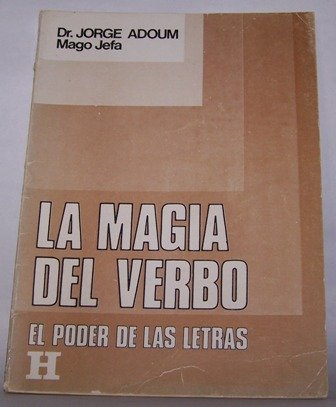 Dr. JORGE ADOUM
Mago Jefa
LA MAGIA
DEL VERBO
EL PODER DE LAS LETRAS
H